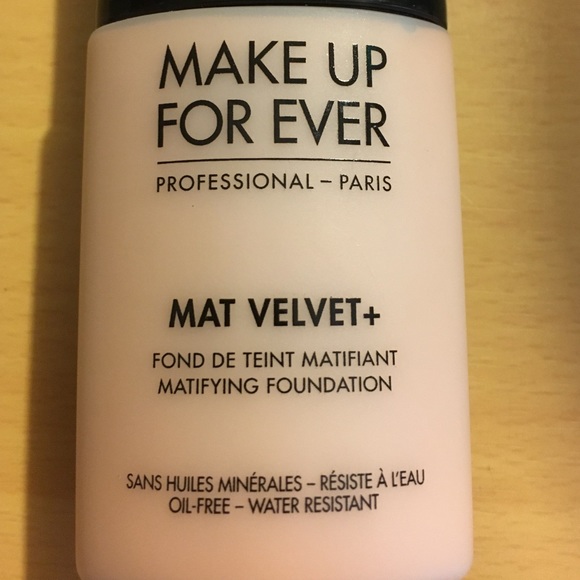 MAKE UP
FOR EVER
PROFESSIONAL – PARIS
MAT VELVET+
FOND DE TEINT MATIFIANT
MATIFYING FOUNDATION
SANS HUILES MINÉRALES – RÉSISTE À L'EAU
OIL-FREE – WATER RESISTANT